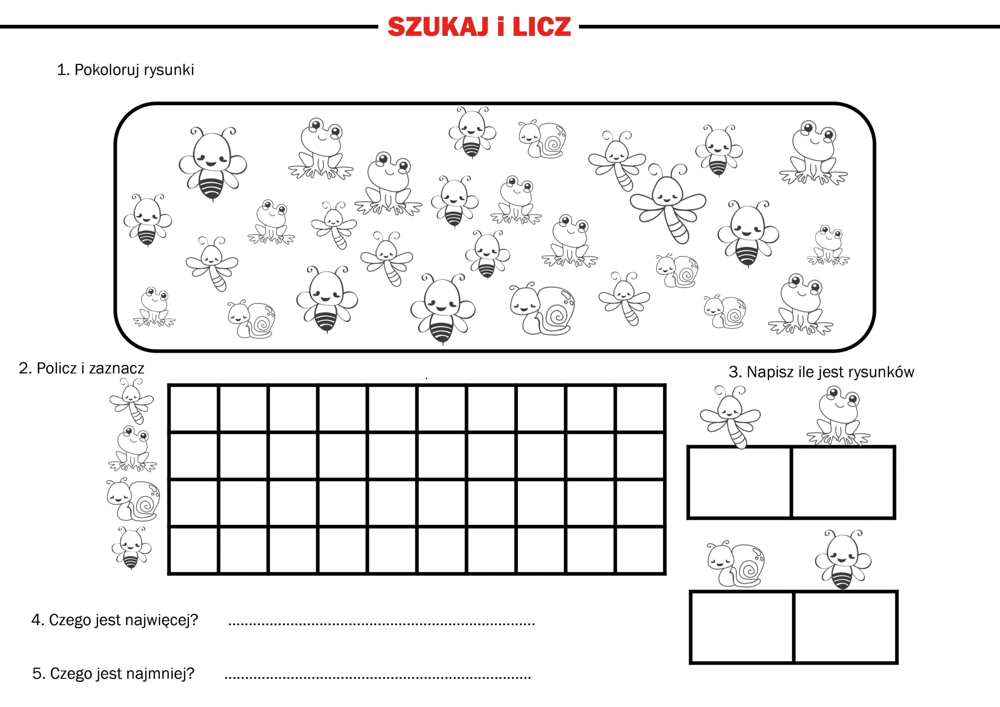 SZUKAJ i LICZ
1. Pokoloruj rysunki
2. Policz i zaznacz
3. Napisz ile jest rysunków
4. Czego jest najwięcej? ..........................................................................
5. Czego jest najmniej? ..........................................................................